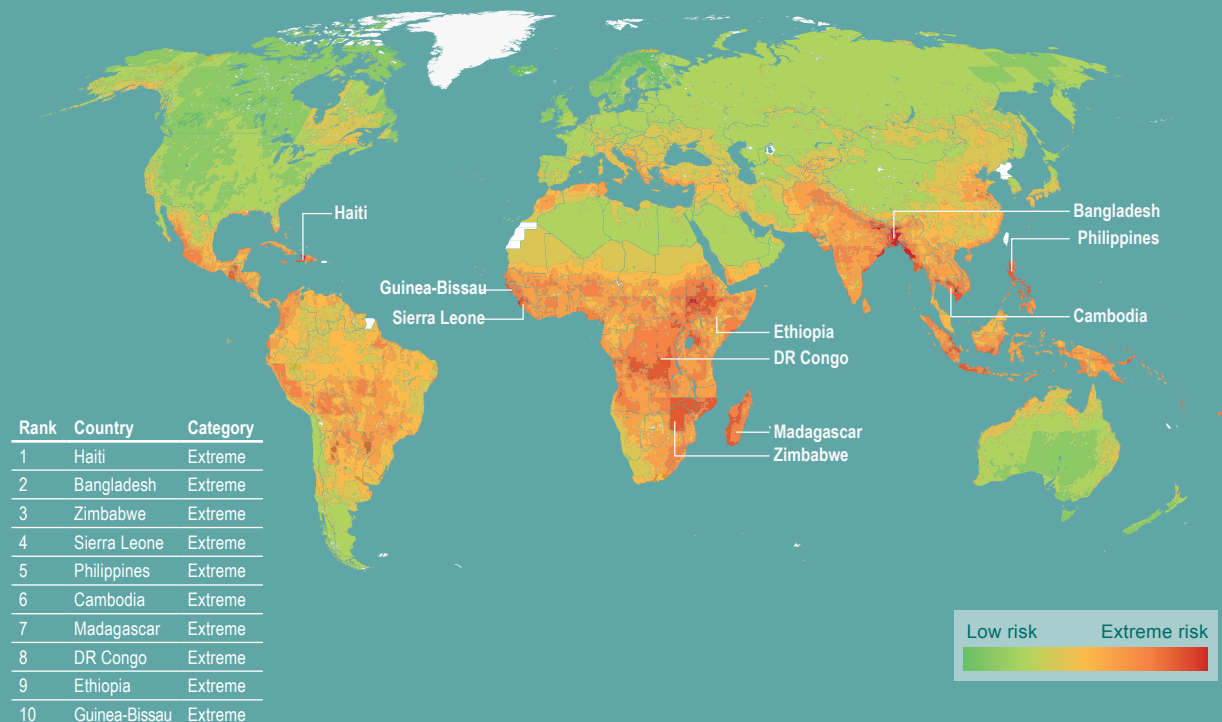 Haiti
Guinea-Bissau
Sierra Leone
Bangladesh
Philippines
Cambodia
Ethiopia
DR Congo
Madagascar
Zimbabwe
Rank Country Category
1 Haiti Extreme
2 Bangladesh Extreme
3 Zimbabwe Extreme
4 Sierra Leone Extreme
5 Philippines Extreme
6 Cambodia Extreme
7 Madagascar Extreme
8 DR Congo Extreme
9 Ethiopia Extreme
10 Guinea-Bissau Extreme
Low risk Extreme risk